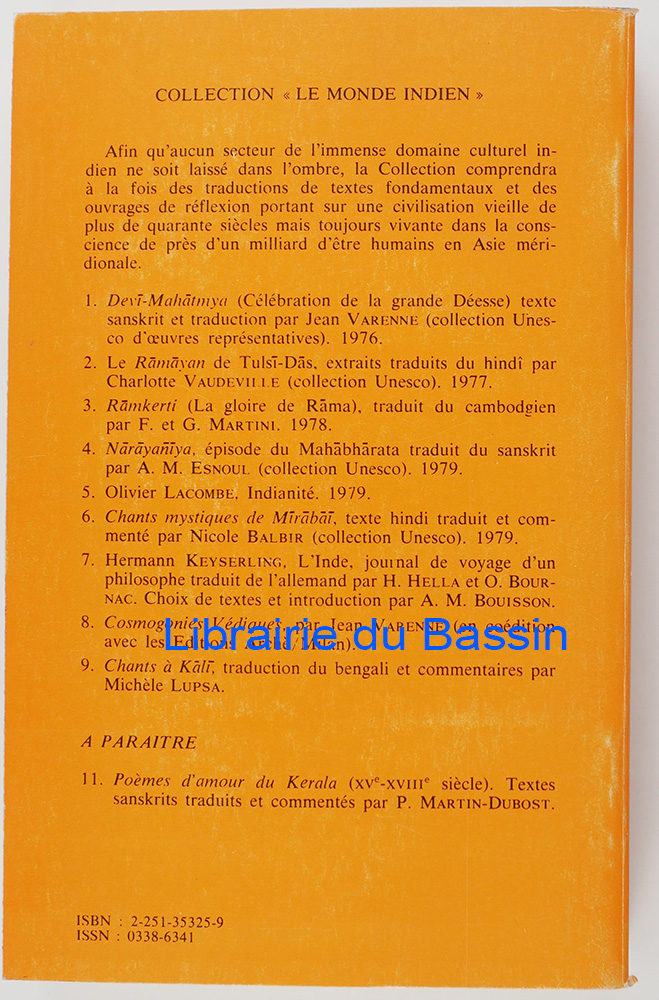 COLLECTION « LE MONDE INDIEN »
Afin qu'aucun secteur de l'immense domaine culturel in-
dien ne soit laissé dans l'ombre, la Collection comprendra
à la fois des traductions de textes fondamentaux et des
ouvrages de réflexion portant sur une civilisation vieille de
plus de quarante siècles mais toujours vivante dans la cons-
cience de près d'un milliard d'être humains en Asie méri-
dionale.
1. Devī-Mahātmya (Célébration de la grande Déesse) texte
sanskrit et traduction par Jean VARENNE (collection Unes-
co d'œuvres représentatives). 1976.
2. Le Rāmāyan de Tulsī-Dās, extraits traduits du hindî par
Charlotte VAUDEVILLE (collection Unesco). 1977.
3. Rāmkerti (La gloire de Rāma), traduit du cambodgien
par F. et G. MARTINI. 1978.
4. Nārāyañīya, épisode du Mahābhārata traduit du sanskrit
par A. M. ESNOUL (collection Unesco). 1979.
5. Olivier LACOMBE, Indianité. 1979.
6. Chants mystiques de Mīrābāī, texte hindi traduit et com-
menté par Nicole BALBIR (collection Unesco). 1979.
7. Hermann KEYSERLING, L'Inde, journal de voyage d'un
philosophe traduit de l'allemand par H. HELLA et O. BOUR-
NAC. Choix de textes et introduction par A. M. BOUISSON.
8. Cosmogonies Védiques, par Jean VARENNE (en coédition
avec les Editions Archè/Milan).
Librairie du Bassin
9. Chants à Kālī, traduction du bengali et commentaires par
Michèle LUPSA.
A PARAITRE
11. Poèmes d'amour du Kerala (XVe-XVIIIe siècle). Textes
sanskrits traduits et commentés par P. MARTIN-DUBOST.
ISBN : 2-251-35325-9
ISSN : 0338-6341